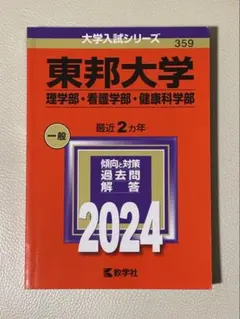 大学入試シリーズ
359
東邦大学
理学部・看護学部・健康科学部
一般
最近2カ年
傾向と対策
過去問
解答
2024
教学社